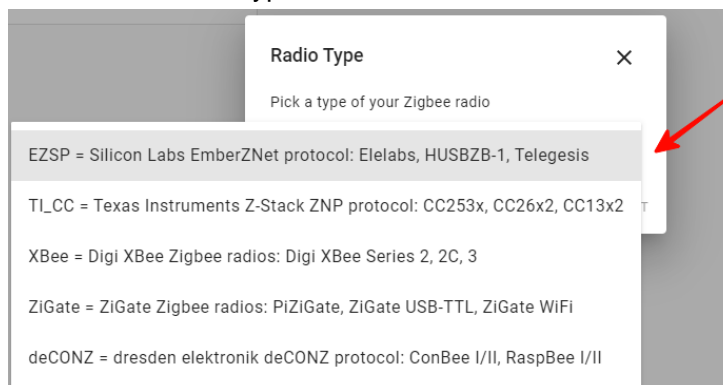 Radio Type
Pick a type of your Zigbee radio
EZSP = Silicon Labs EmberZNet protocol: Elelabs, HUSBZB-1, Telegesis
TI_CC = Texas Instruments Z-Stack ZNP protocol: CC253x, CC26x2, CC13x2
XBee = Digi XBee Zigbee radios: Digi XBee Series 2, 2C, 3
ZiGate = ZiGate Zigbee radios: PiZiGate, ZiGate USB-TTL, ZiGate WiFi
deCONZ = dresden elektronik deCONZ protocol: ConBee I/II, RaspBee I/II